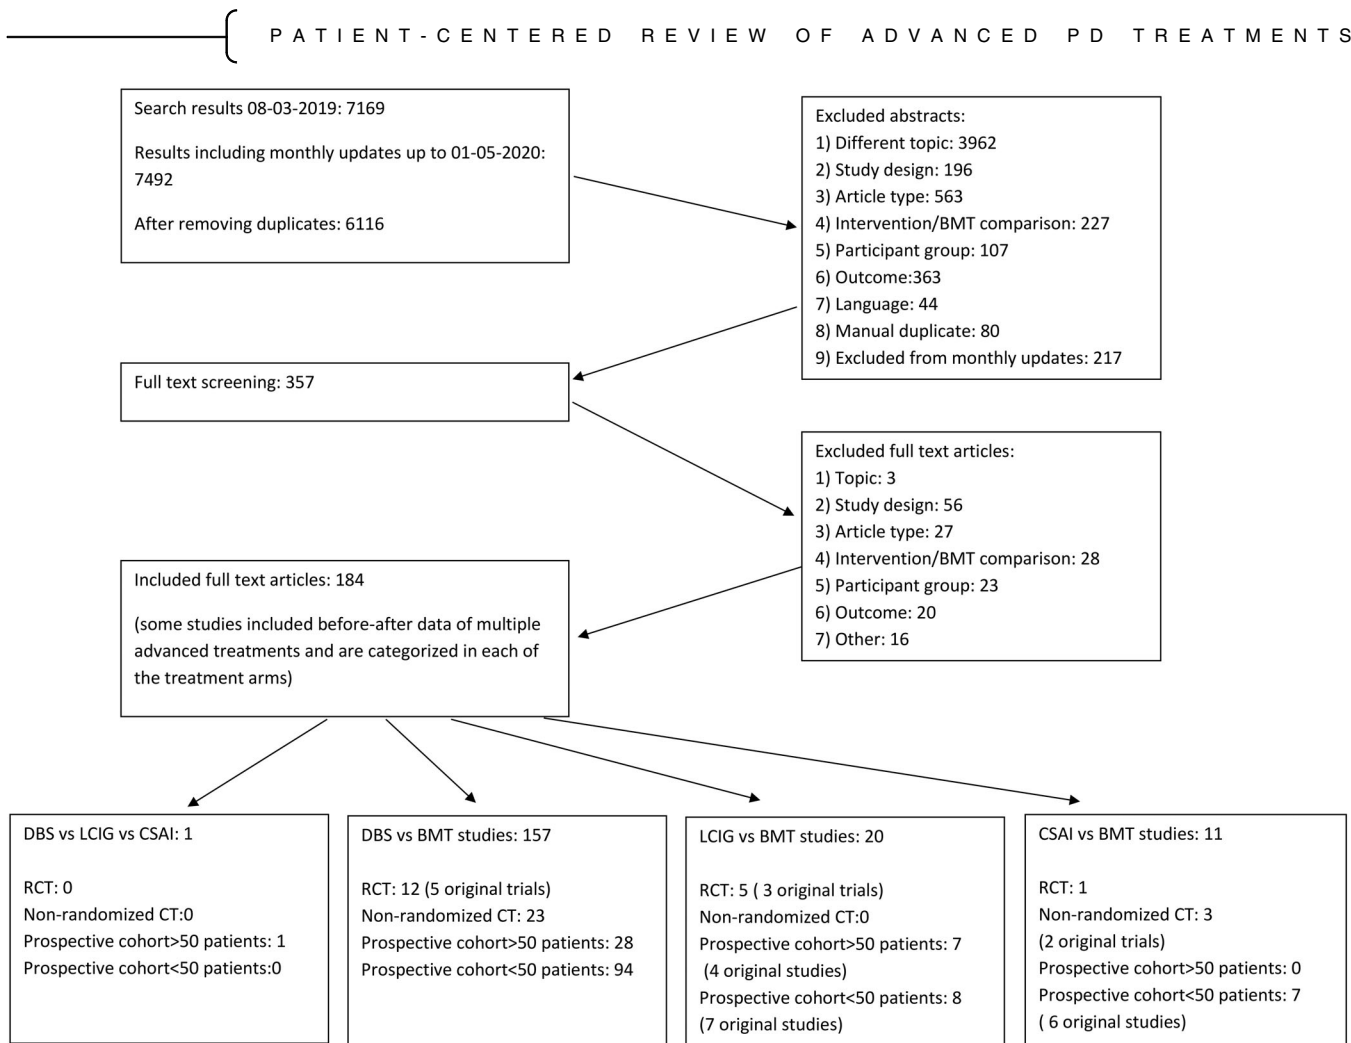 PATIENT-CENTERED REVIEW OF ADVANCED PD TREATMENTS
Search results 08-03-2019: 7169
Results including monthly updates up to 01-05-2020:
7492
After removing duplicates: 6116
Excluded abstracts:
1) Different topic: 3962
2) Study design: 196
3) Article type: 563
4) Intervention/BMT comparison: 227
5) Participant group: 107
6) Outcome:363
7) Language: 44
8) Manual duplicate: 80
9) Excluded from monthly updates: 217
Full text screening: 357
Excluded full text articles:
1) Topic: 3
2) Study design: 56
3) Article type: 27
4) Intervention/BMT comparison: 28
5) Participant group: 23
6) Outcome: 20
7) Other: 16
Included full text articles: 184
(some studies included before-after data of multiple
advanced treatments and are categorized in each of
the treatment arms)
DBS vs LCIG vs CSAI: 1
RCT: 0
Non-randomized CT:0
Prospective cohort>50 patients: 1
Prospective cohort<50 patients:0
DBS vs BMT studies: 157
RCT: 12 (5 original trials)
Non-randomized CT: 23
Prospective cohort>50 patients: 28
Prospective cohort<50 patients: 94
LCIG vs BMT studies: 20
RCT: 5 ( 3 original trials)
Non-randomized CT:0
Prospective cohort>50 patients: 7
(4 original studies)
Prospective cohort<50 patients: 8
(7 original studies)
CSAI vs BMT studies: 11
RCT: 1
Non-randomized CT: 3
(2 original trials)
Prospective cohort>50 patients: 0
Prospective cohort<50 patients: 7
( 6 original studies)